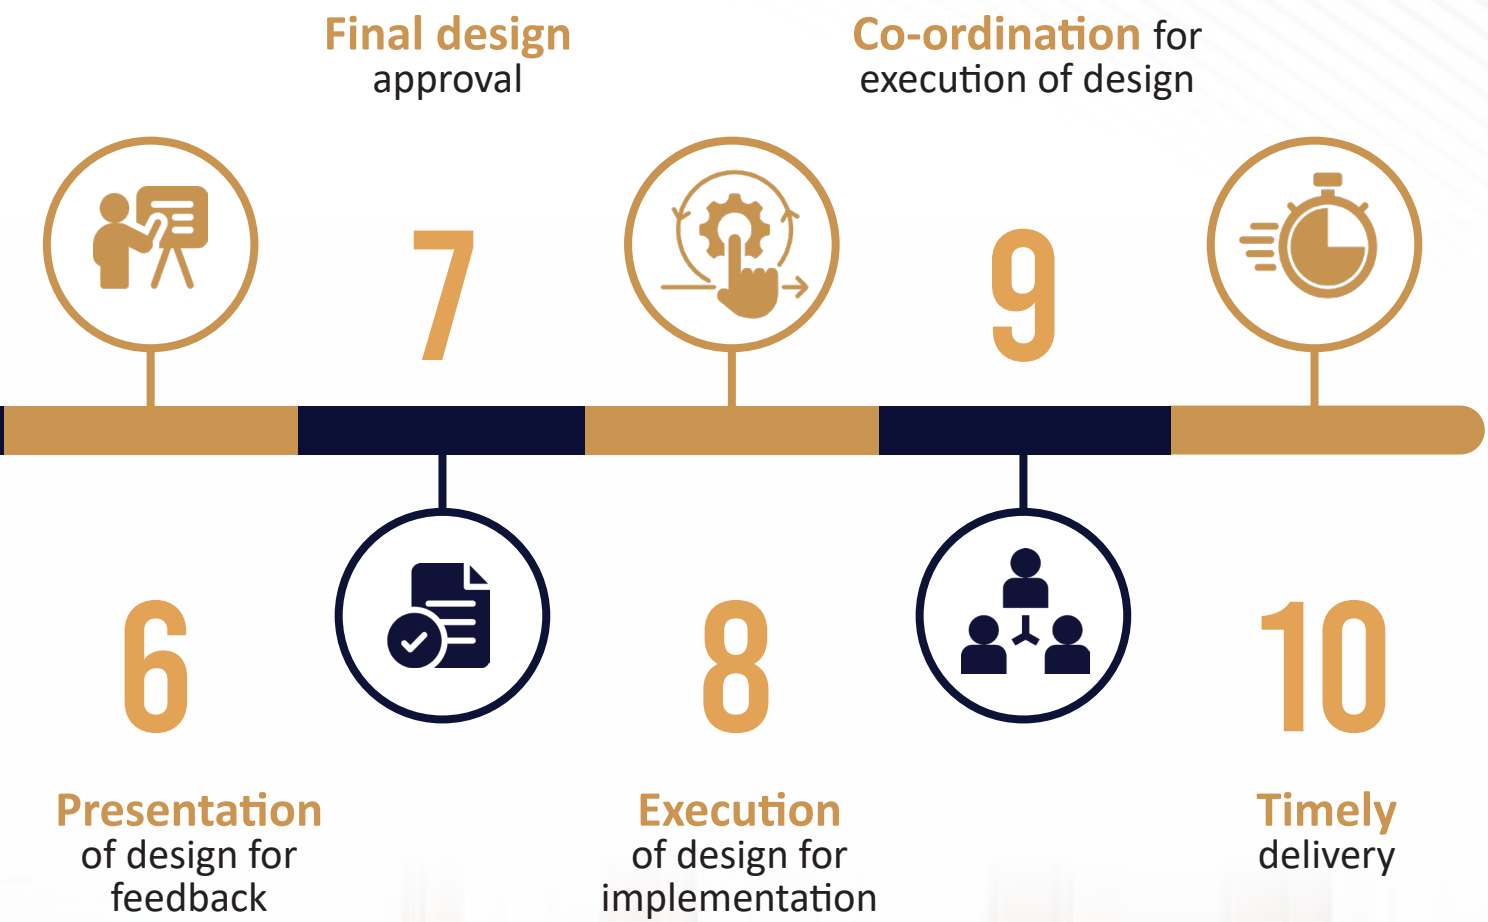 Final design
approval
Co-ordination for
execution of design
7
9
6
8
10
Presentation
of design for
feedback
Execution
of design for
implementation
Timely
delivery